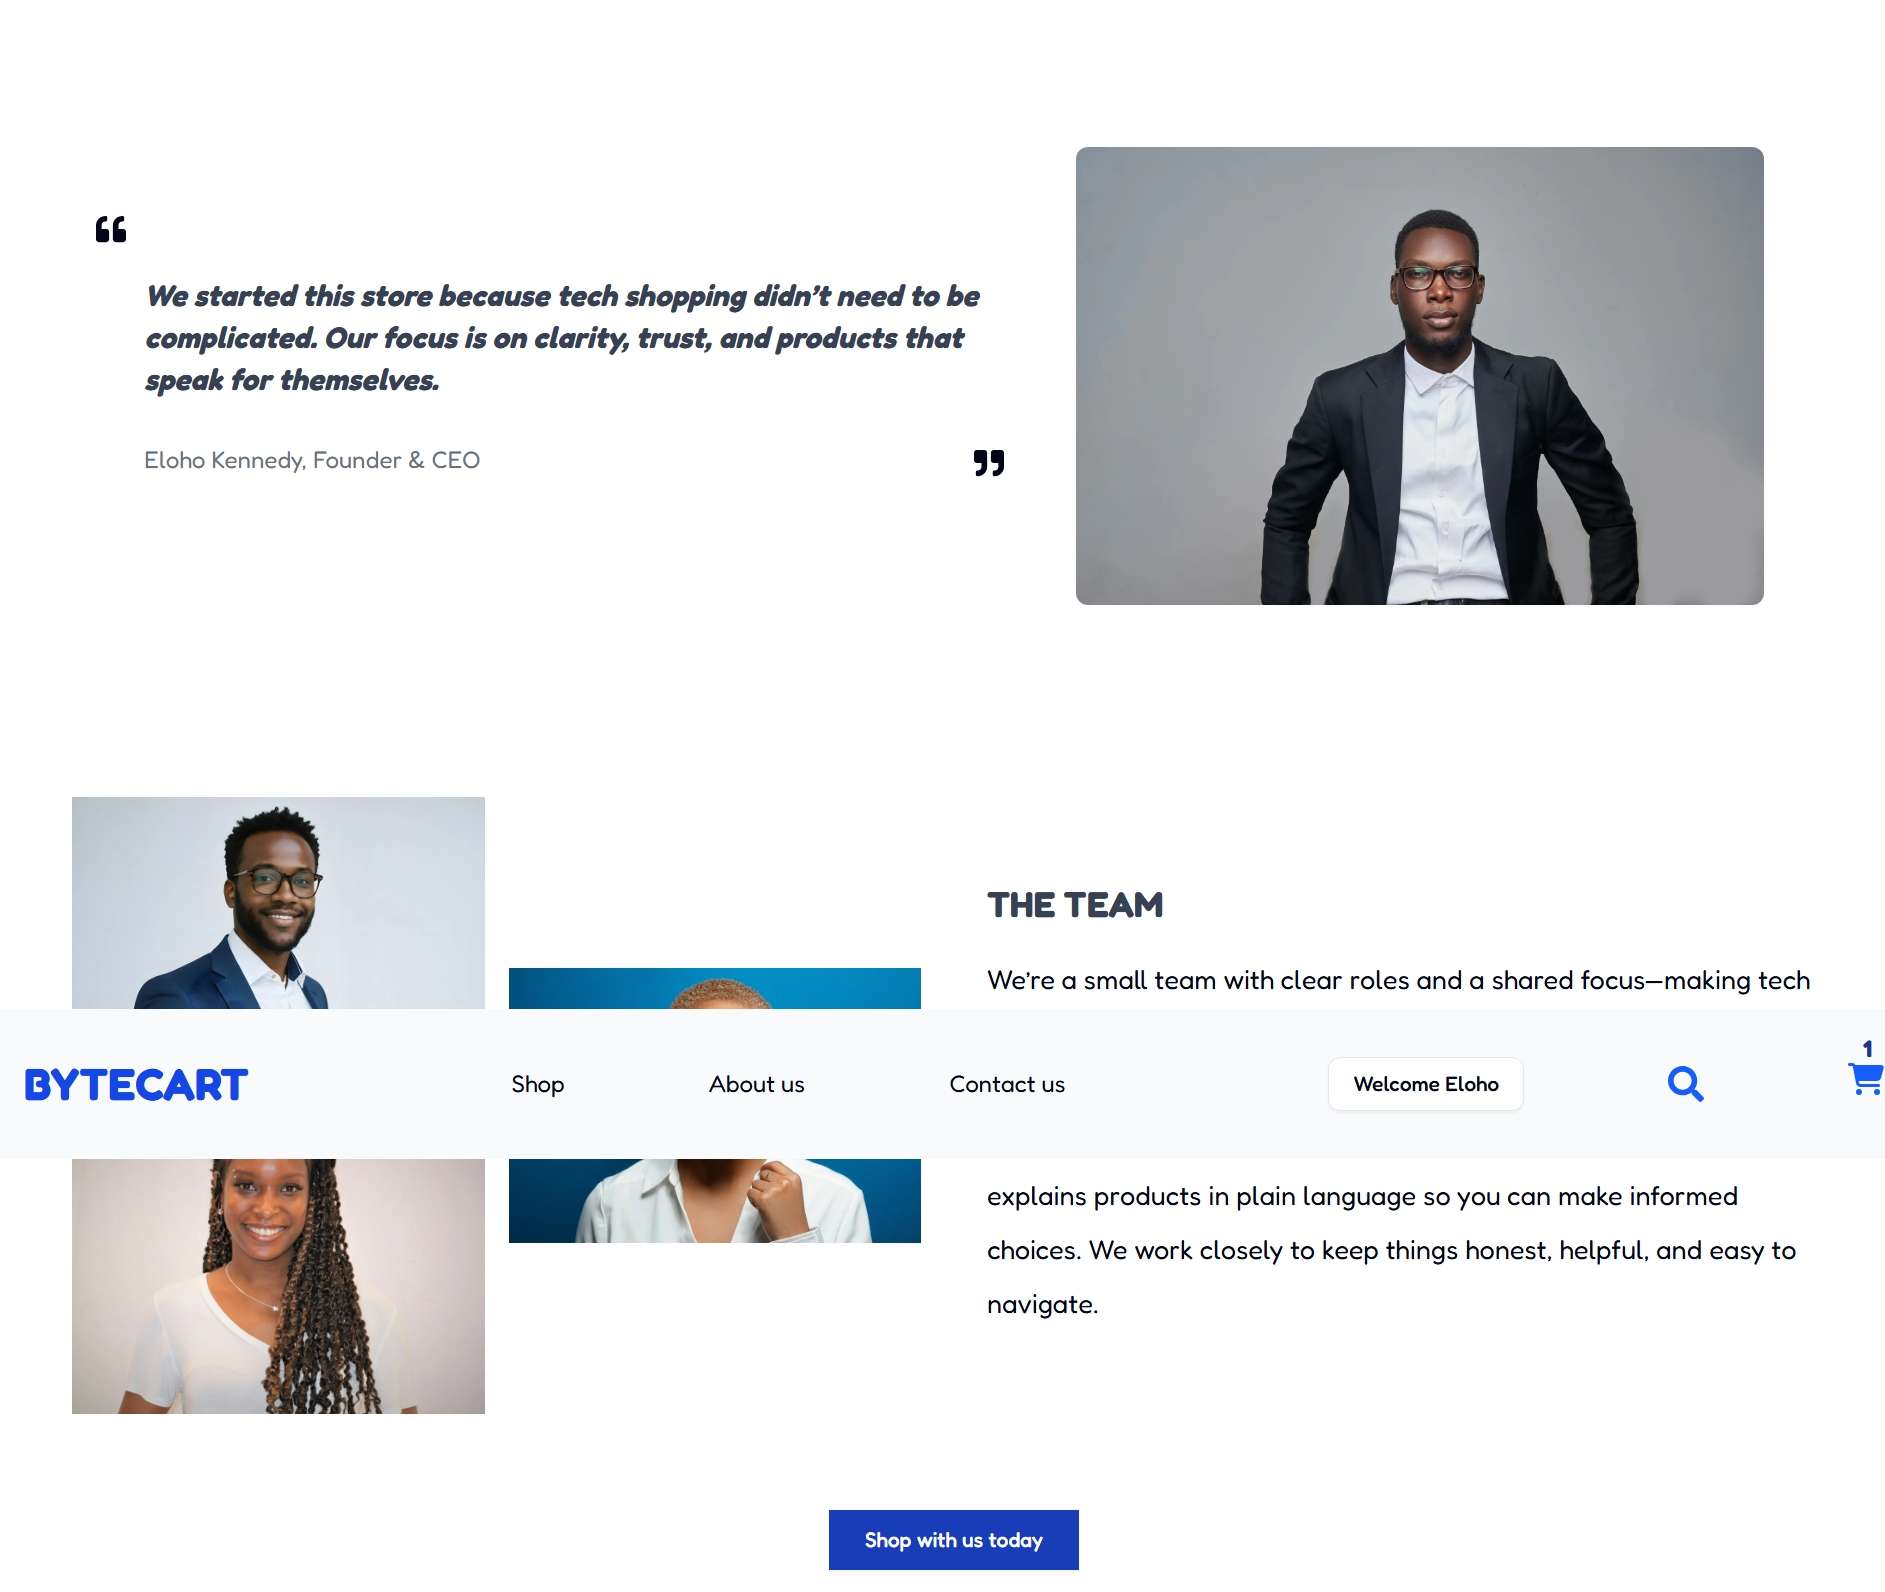 We started this store because tech shopping didn’t need to be
complicated. Our focus is on clarity, trust, and products that
speak for themselves.
Eloho Kennedy, Founder & CEO
THE TEAM
We’re a small team with clear roles and a shared focus—making tech
BYTECART
Shop
About us
Contact us
Welcome Eloho
1
explains products in plain language so you can make informed
choices. We work closely to keep things honest, helpful, and easy to
navigate.
Shop with us today